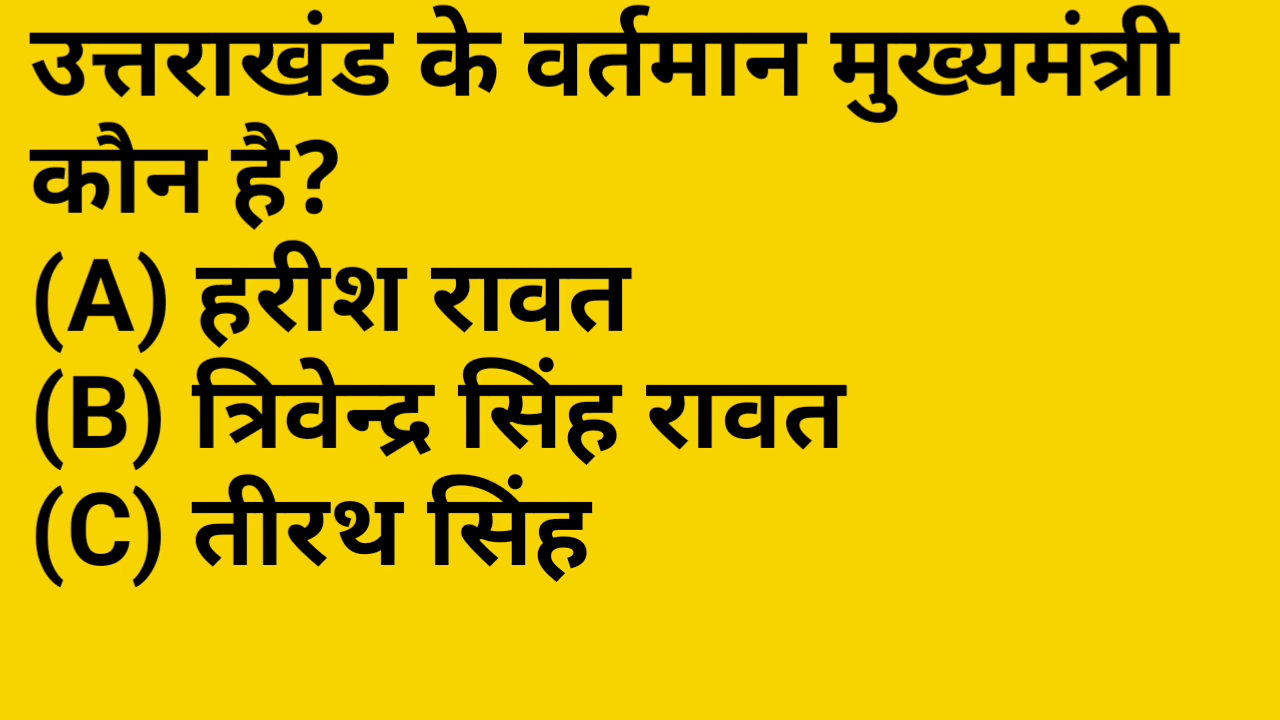 उत्तराखंड के वर्तमान मुख्यमंत्री
कौन है?
(A) हरीश रावत
(B) त्रिवेन्द्र सिंह रावत
(C) तीरथ सिंह